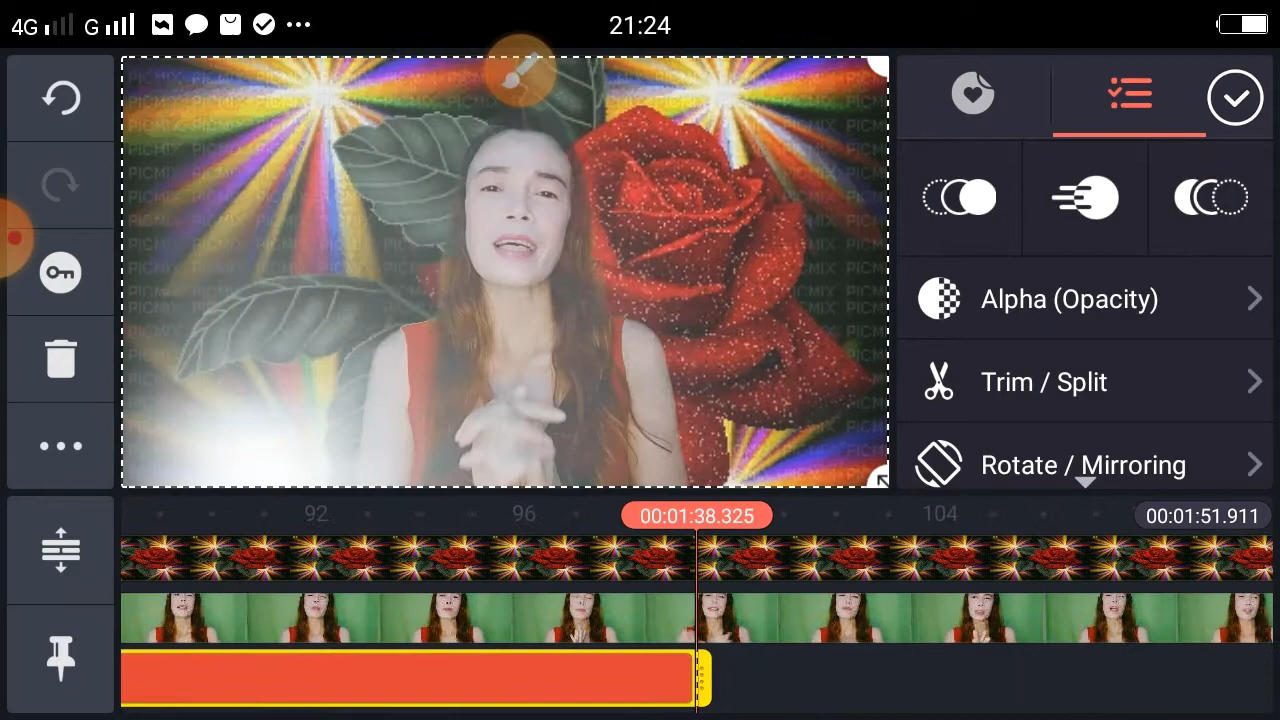 4G G 21:24
PICMIX
Alpha (Opacity)
Trim / Split
Rotate / Mirroring
92 96 00:01:38.325 104 00:01:51.911